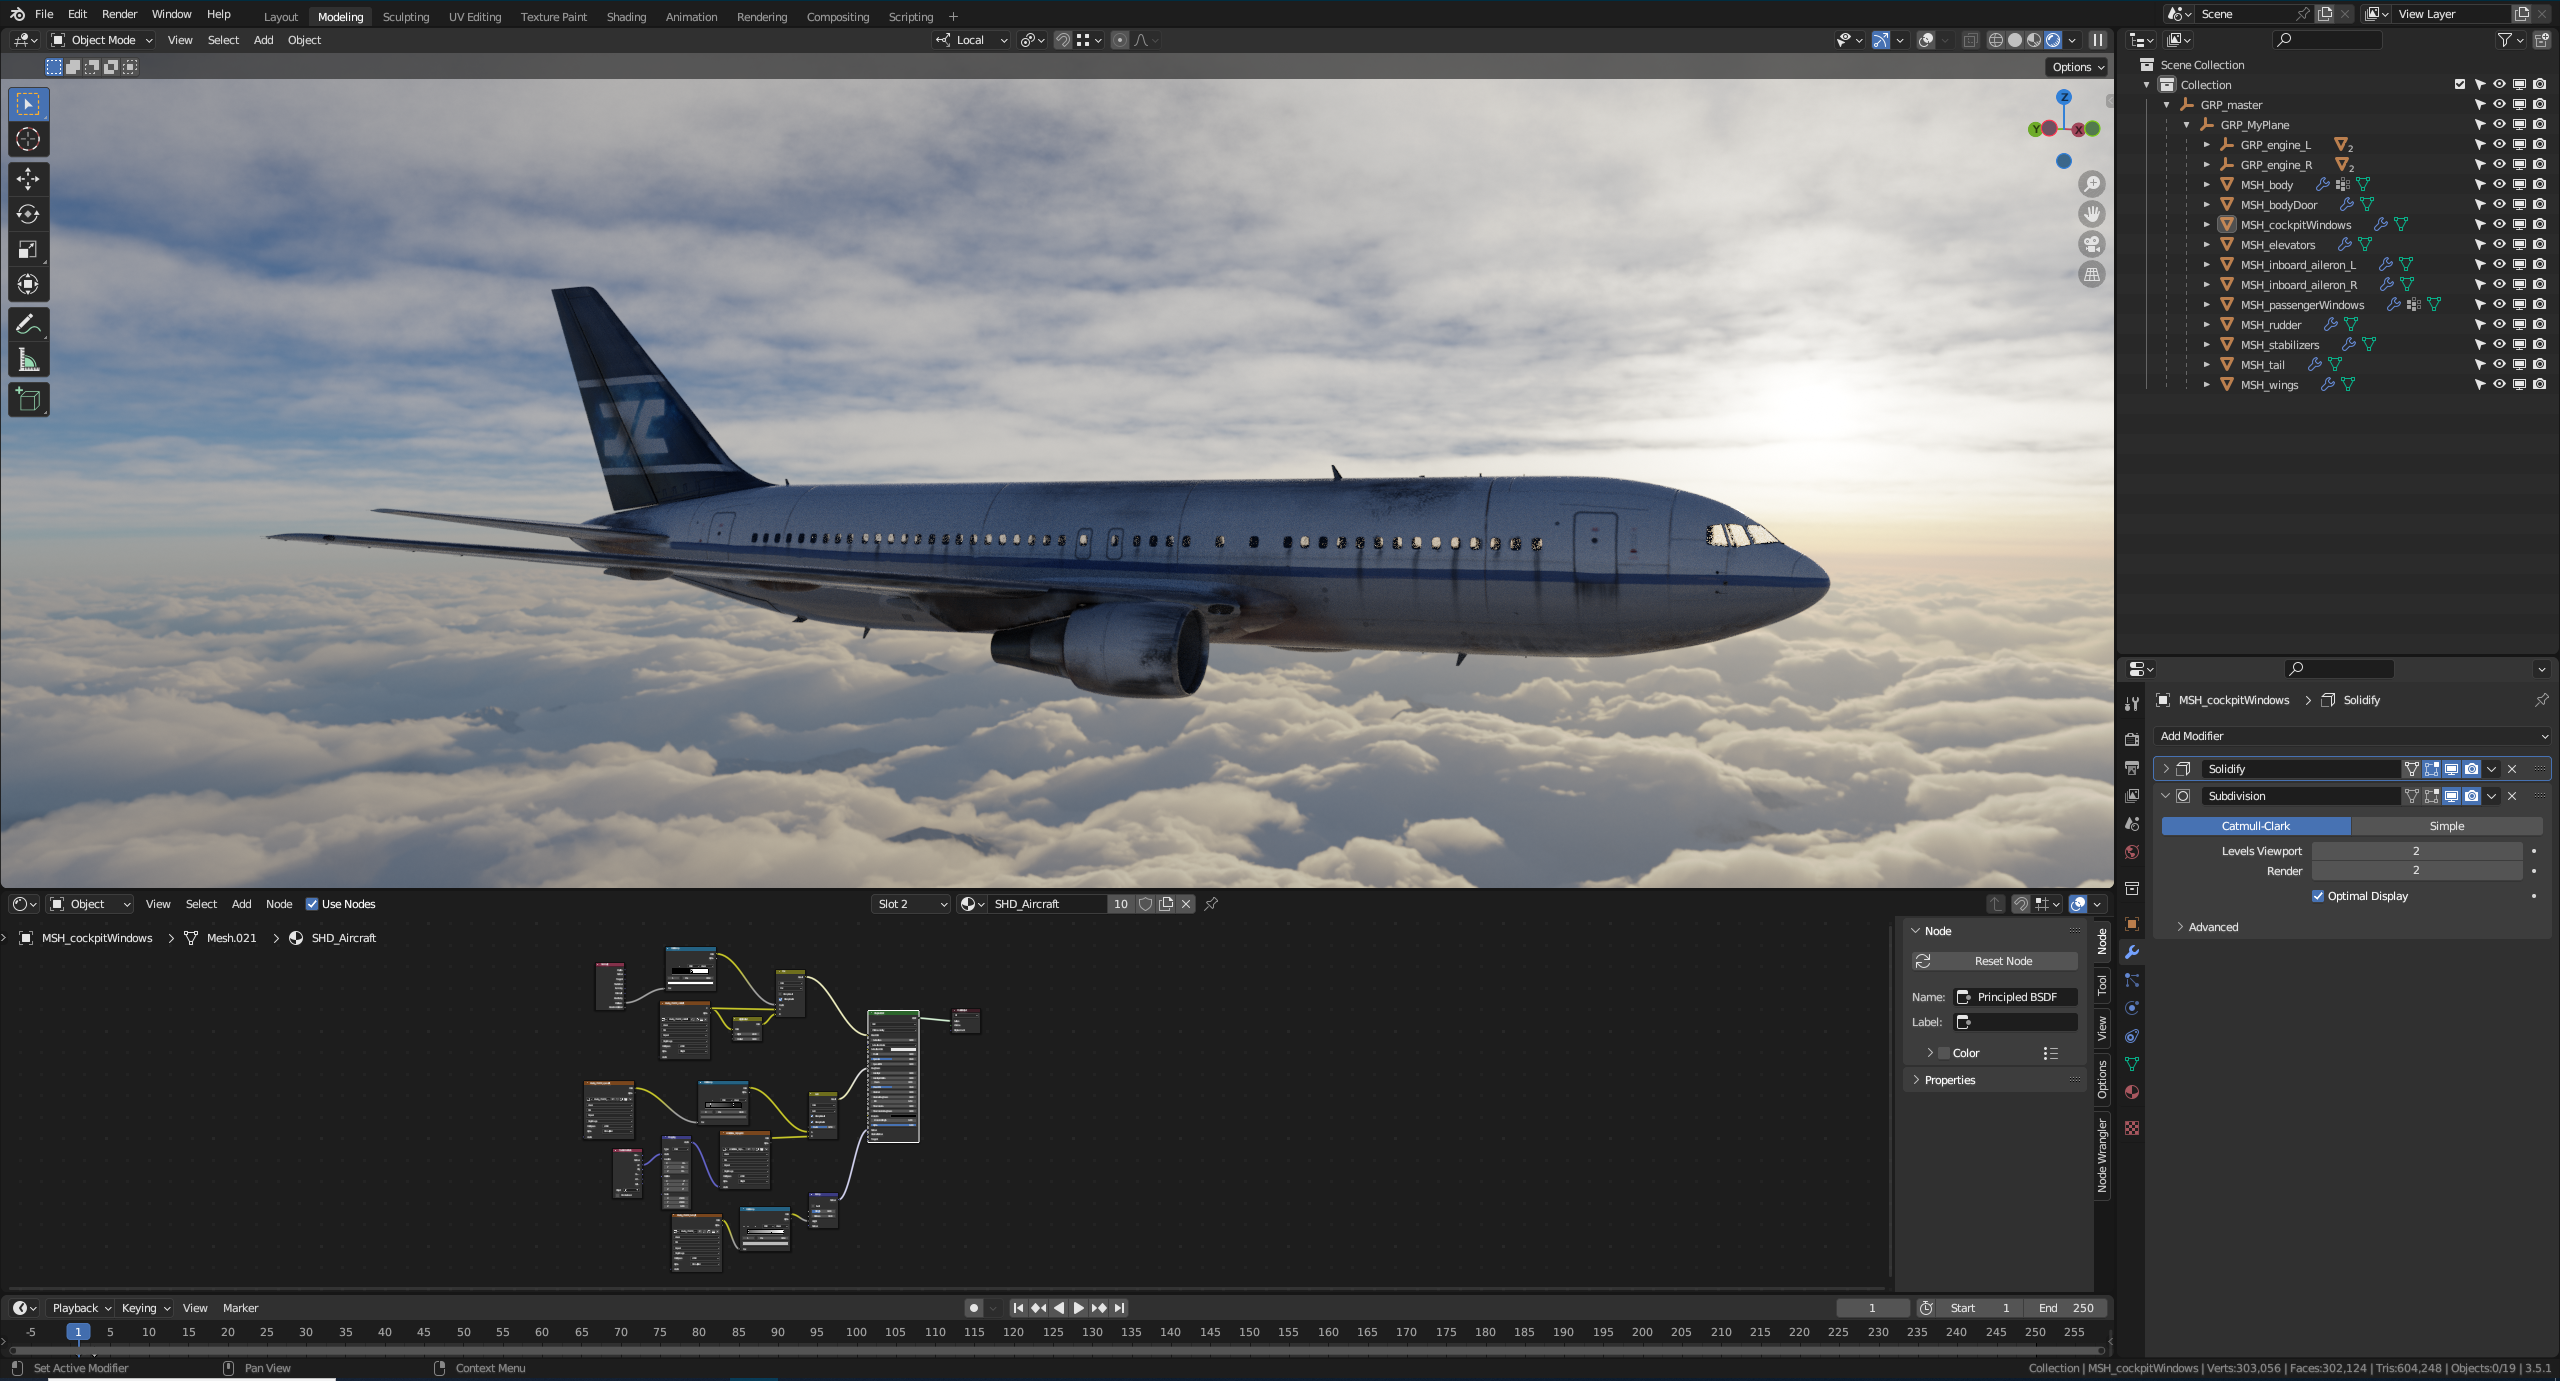 File Edit Render Window Help Layout Modeling Sculpting UV Editing Texture Paint Shading Animation Rendering Compositing Scripting + Scene View Layer
Object Mode View Select Add Object Local
Options
Z
Y X
Scene Collection
Collection
GRP_master
GRP_MyPlane
GRP_engine_L 2
GRP_engine_R 2
MSH_body
MSH_bodyDoor
MSH_cockpitWindows
MSH_elevators
MSH_inboard_aileron_L
MSH_inboard_aileron_R
MSH_passengerWindows
MSH_rudder
MSH_stabilizers
MSH_tail
MSH_wings
MSH_cockpitWindows > Solidify
Add Modifier
Solidify
Subdivision
Catmull-Clark Simple
Levels Viewport 2
Render 2
Optimal Display
Advanced
Object View Select Add Node Use Nodes Slot 2 SHD_Aircraft 10
MSH_cockpitWindows > Mesh.021 > SHD_Aircraft
Node
Reset Node
Name: Principled BSDF
Label:
Color
Properties
Node
Tool
View
Options
Node Wrangler
Playback Keying View Marker 1 Start 1 End 250
-5 1 5 10 15 20 25 30 35 40 45 50 55 60 65 70 75 80 85 90 95 100 105 110 115 120 125 130 135 140 145 150 155 160 165 170 175 180 185 190 195 200 205 210 215 220 225 230 235 240 245 250 255
Set Active Modifier Pan View Context Menu Collection | MSH_cockpitWindows | Verts:303,056 | Faces:302,124 | Tris:604,248 | Objects:0/19 | 3.5.1